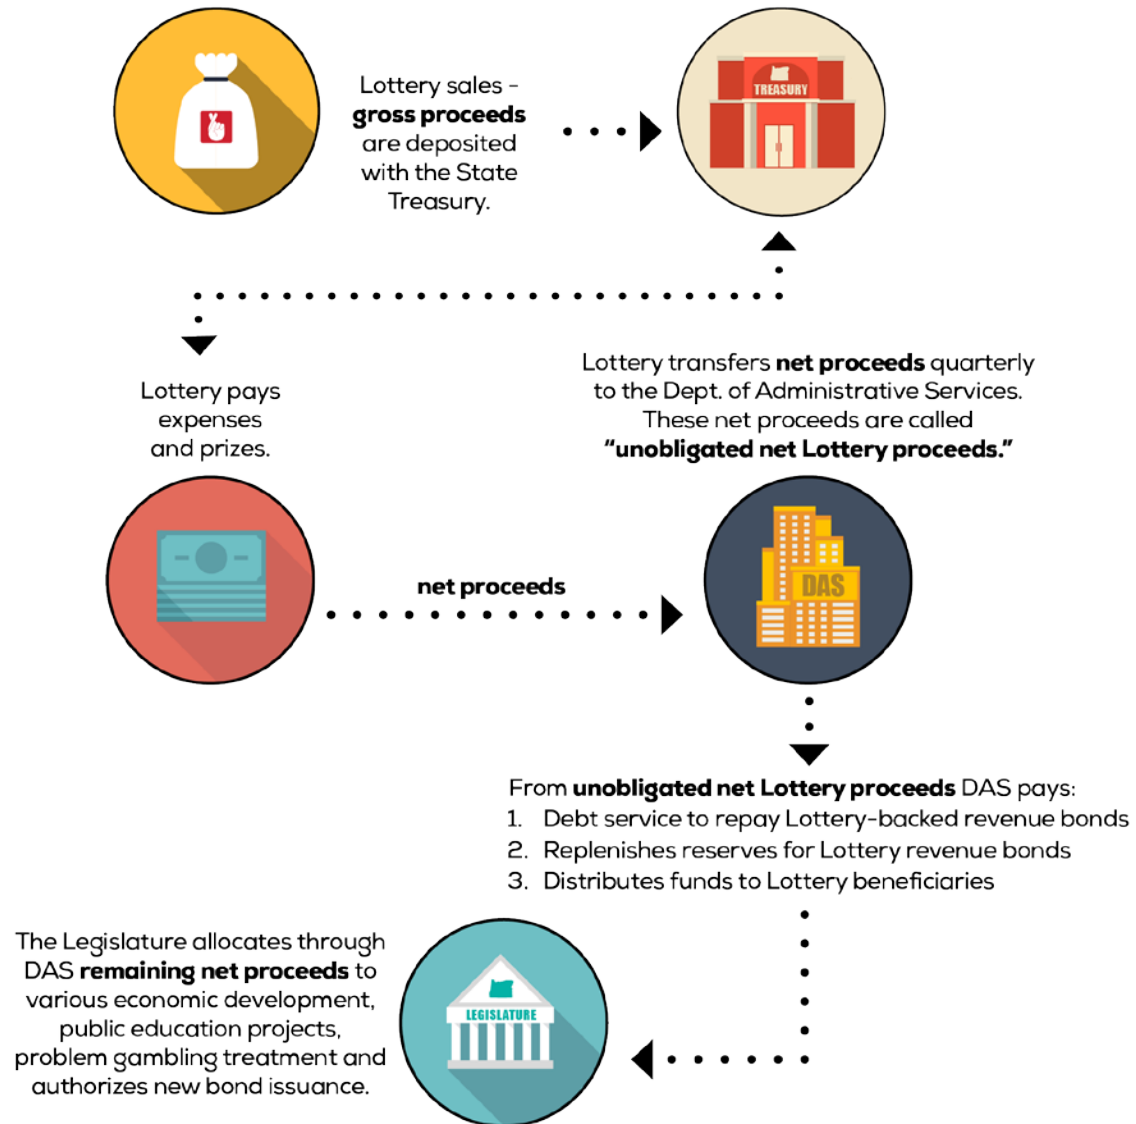 Lottery sales -
gross proceeds
are deposited
with the State
Treasury.
TREASURY
Lottery pays
expenses
and prizes.
Lottery transfers net proceeds quarterly
to the Dept. of Administrative Services.
These net proceeds are called
“unobligated net Lottery proceeds.”
net proceeds
DAS
From unobligated net Lottery proceeds DAS pays:
1. Debt service to repay Lottery-backed revenue bonds
2. Replenishes reserves for Lottery revenue bonds
3. Distributes funds to Lottery beneficiaries
The Legislature allocates through
DAS remaining net proceeds to
various economic development,
public education projects,
problem gambling treatment and
authorizes new bond issuance.
LEGISLATURE